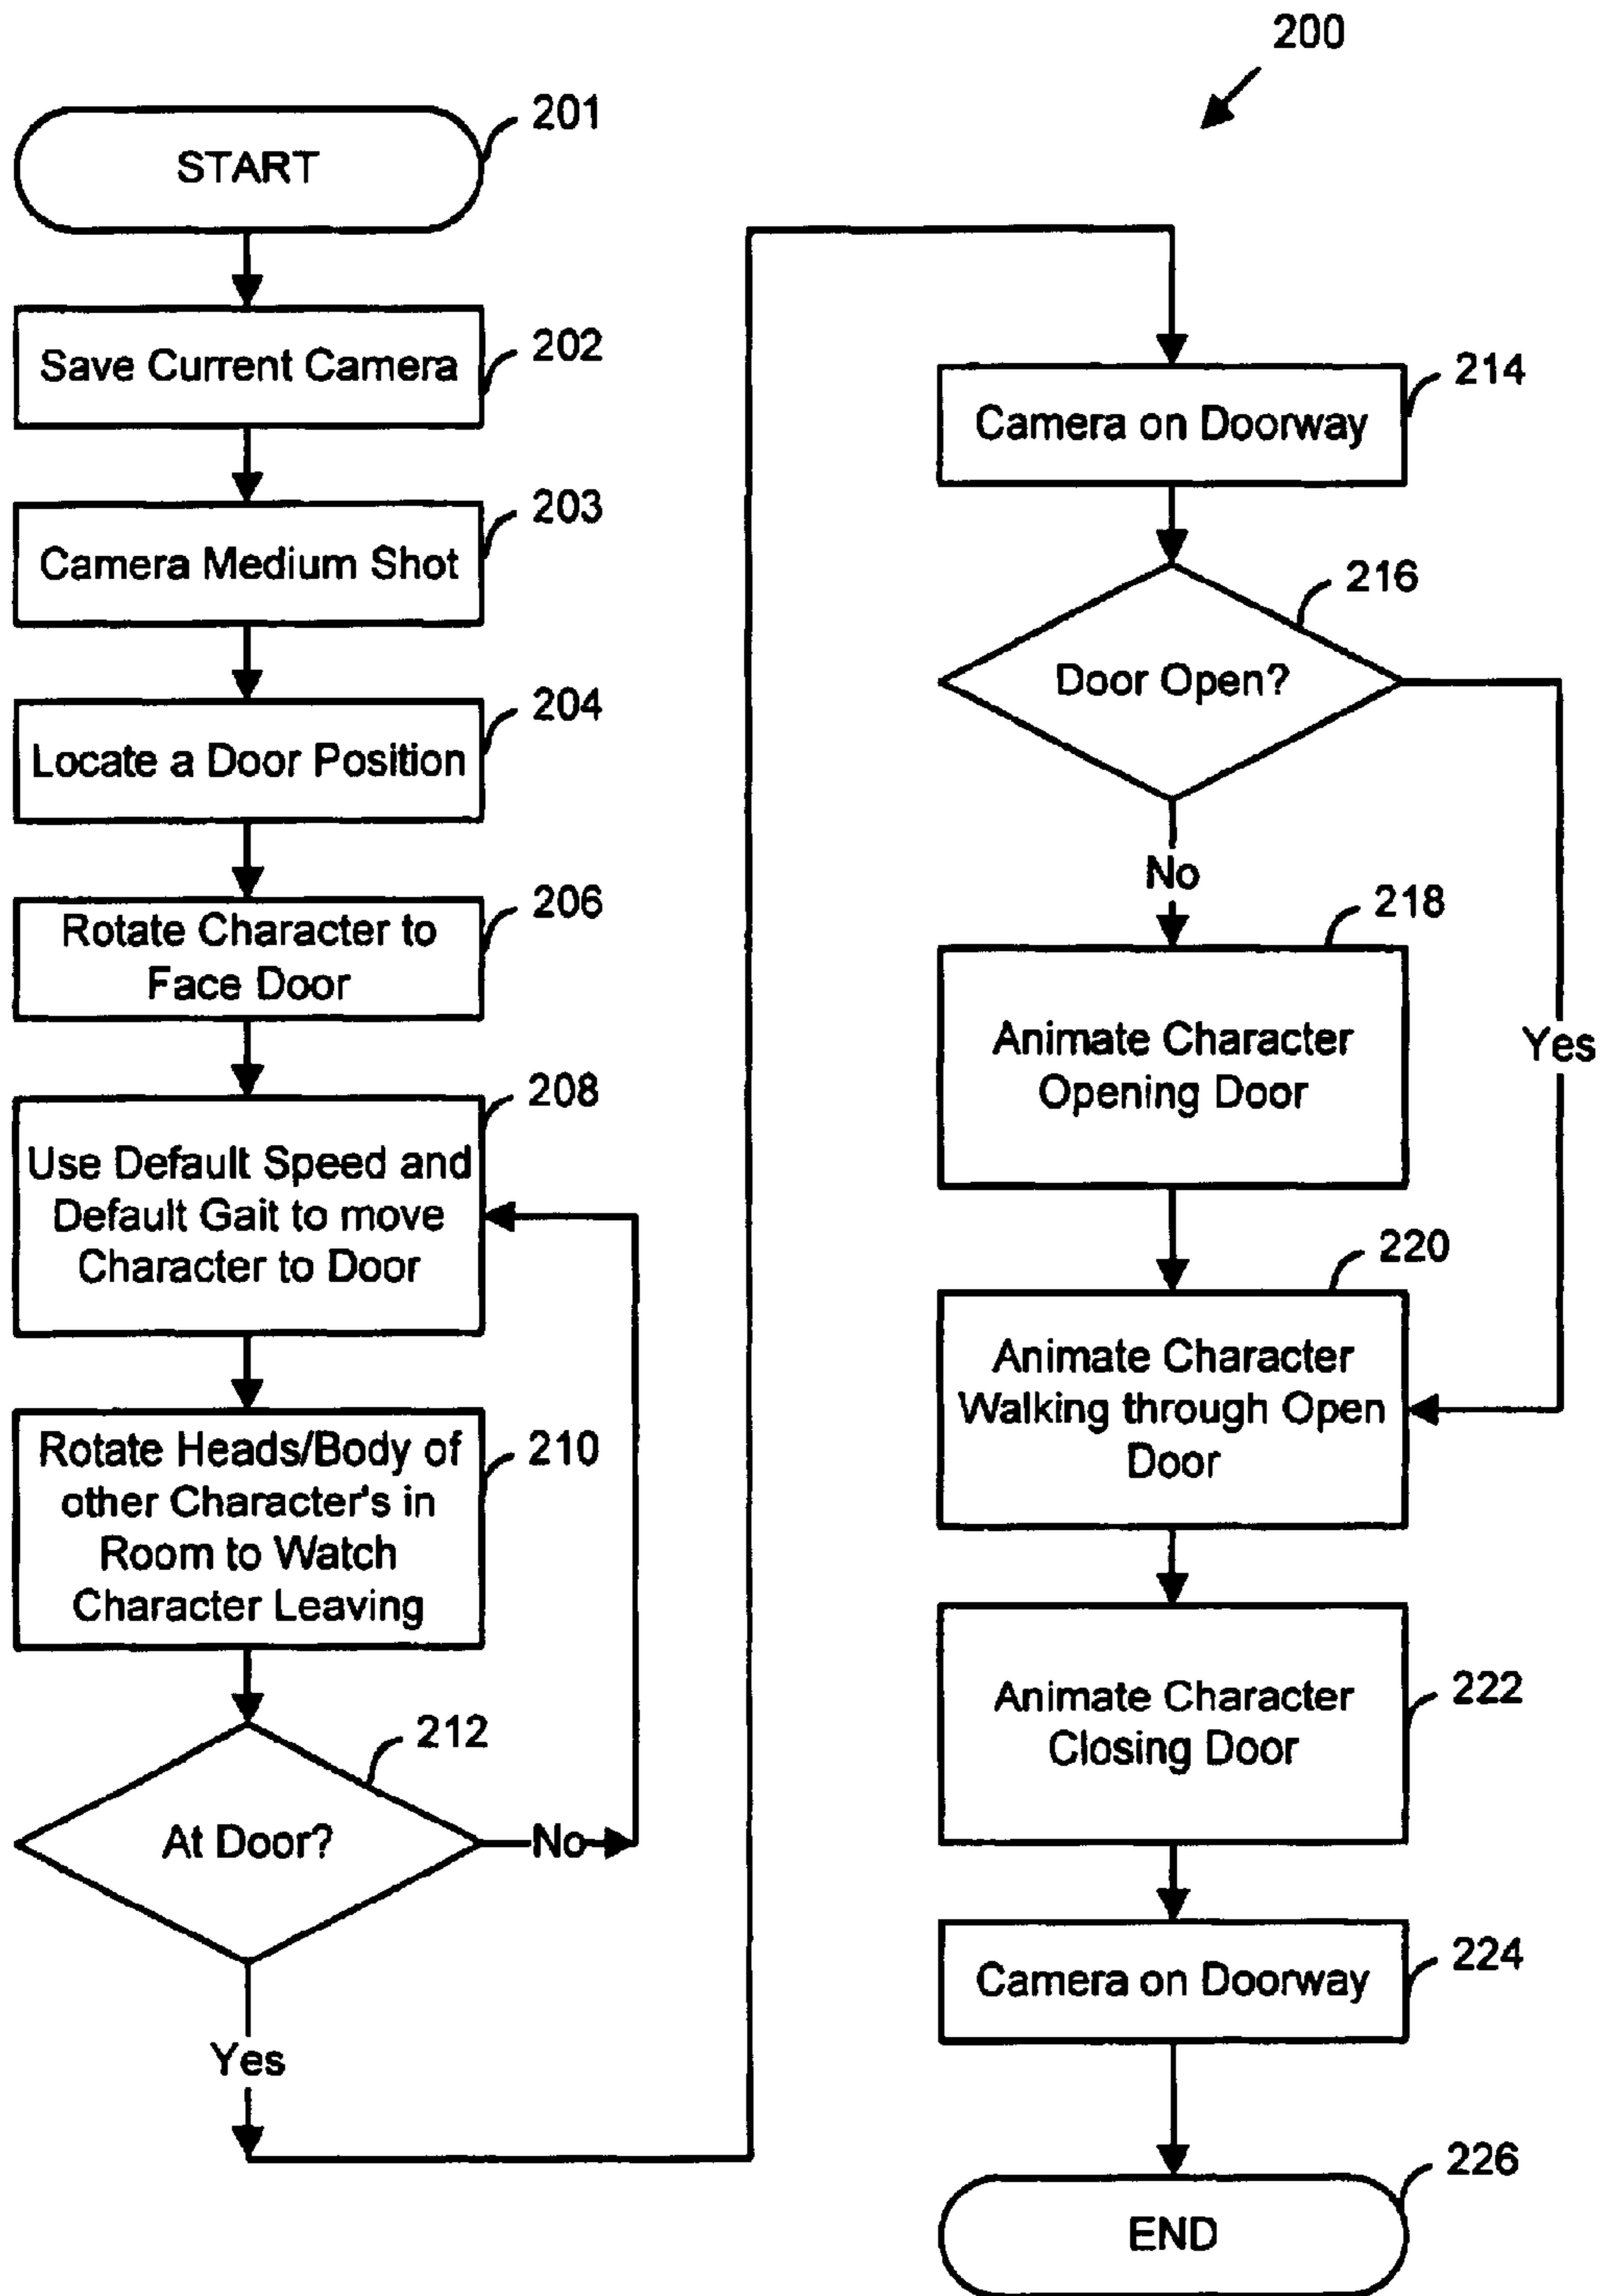 200
START
201
Save Current Camera
202
Camera Medium Shot
203
Locate a Door Position
204
Rotate Character to
Face Door
206
Use Default Speed and
Default Gait to move
Character to Door
208
Rotate Heads/Body of
other Character's in
Room to Watch
Character Leaving
210
At Door?
212
No
Yes
Camera on Doorway
214
Door Open?
216
No
Yes
Animate Character
Opening Door
218
Animate Character
Walking through Open
Door
220
Animate Character
Closing Door
222
Camera on Doorway
224
END
226